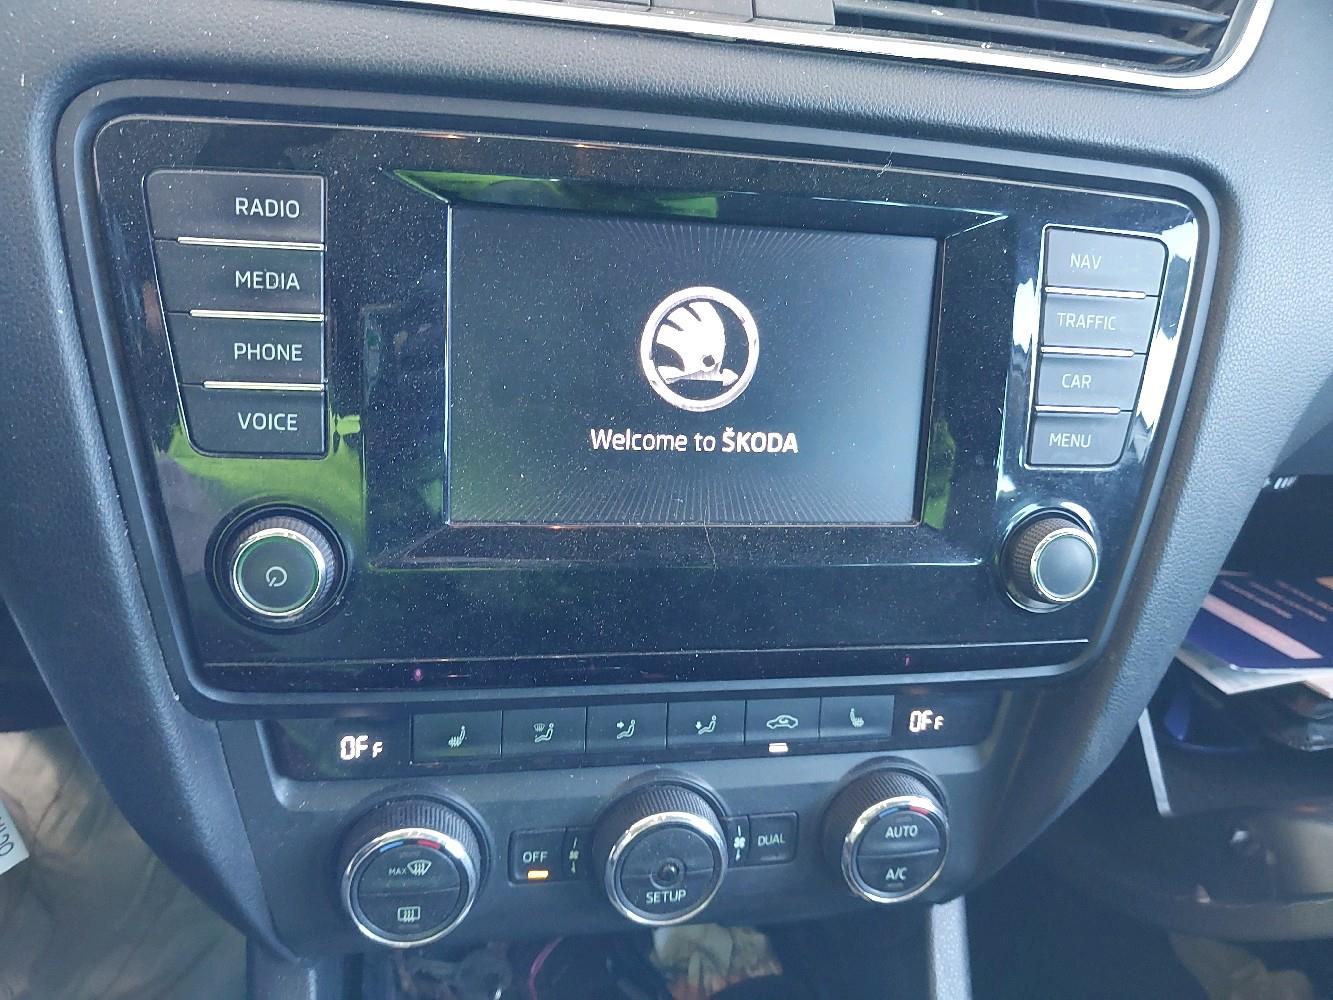 RADIO
MEDIA
PHONE
VOICE
Welcome to ŠKODA
NAV
TRAFFIC
CAR
MENU
OFF
OFF
MAX
OFF
SETUP
DUAL
AUTO
A/C